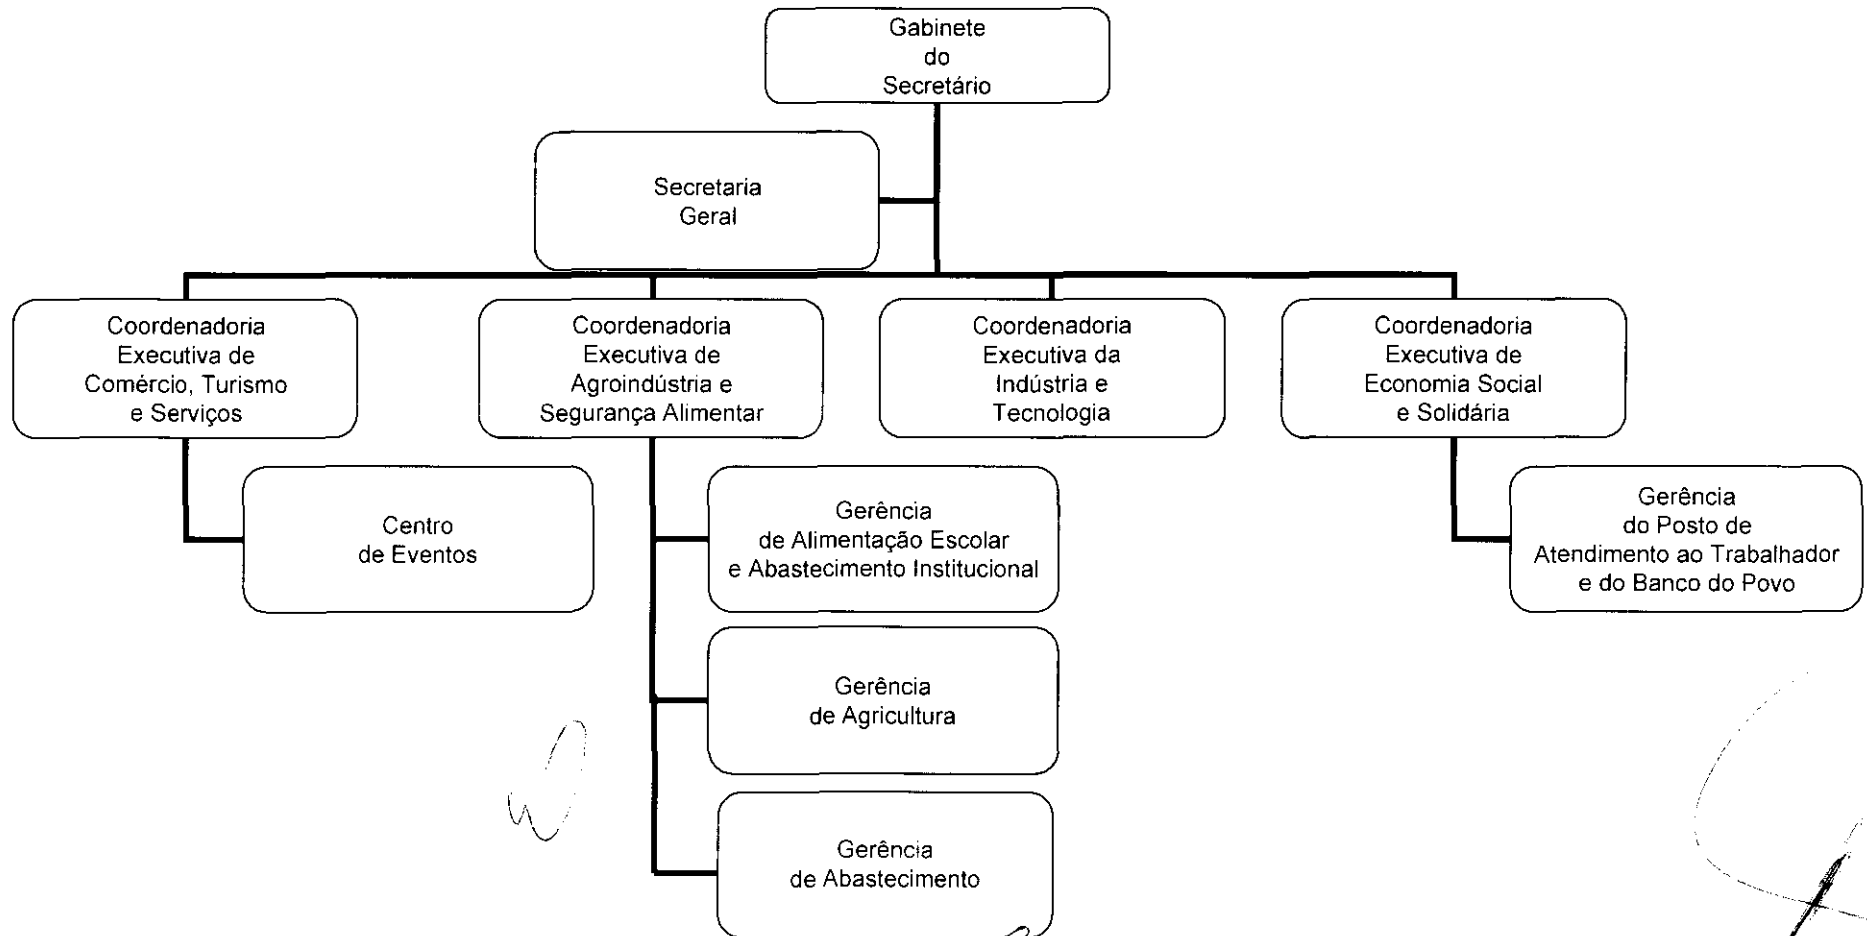 Gabinete
do
Secretário
Secretaria
Geral
Coordenadoria
Executiva de
Comércio, Turismo
e Serviços
Coordenadoria
Executiva de
Agroindústria e
Segurança Alimentar
Coordenadoria
Executiva da
Indústria e
Tecnologia
Coordenadoria
Executiva de
Economia Social
e Solidária
Centro
de Eventos
Gerência
de Alimentação Escolar
e Abastecimento Institucional
Gerência
do Posto de
Atendimento ao Trabalhador
e do Banco do Povo
Gerência
de Agricultura
Gerência
de Abastecimento